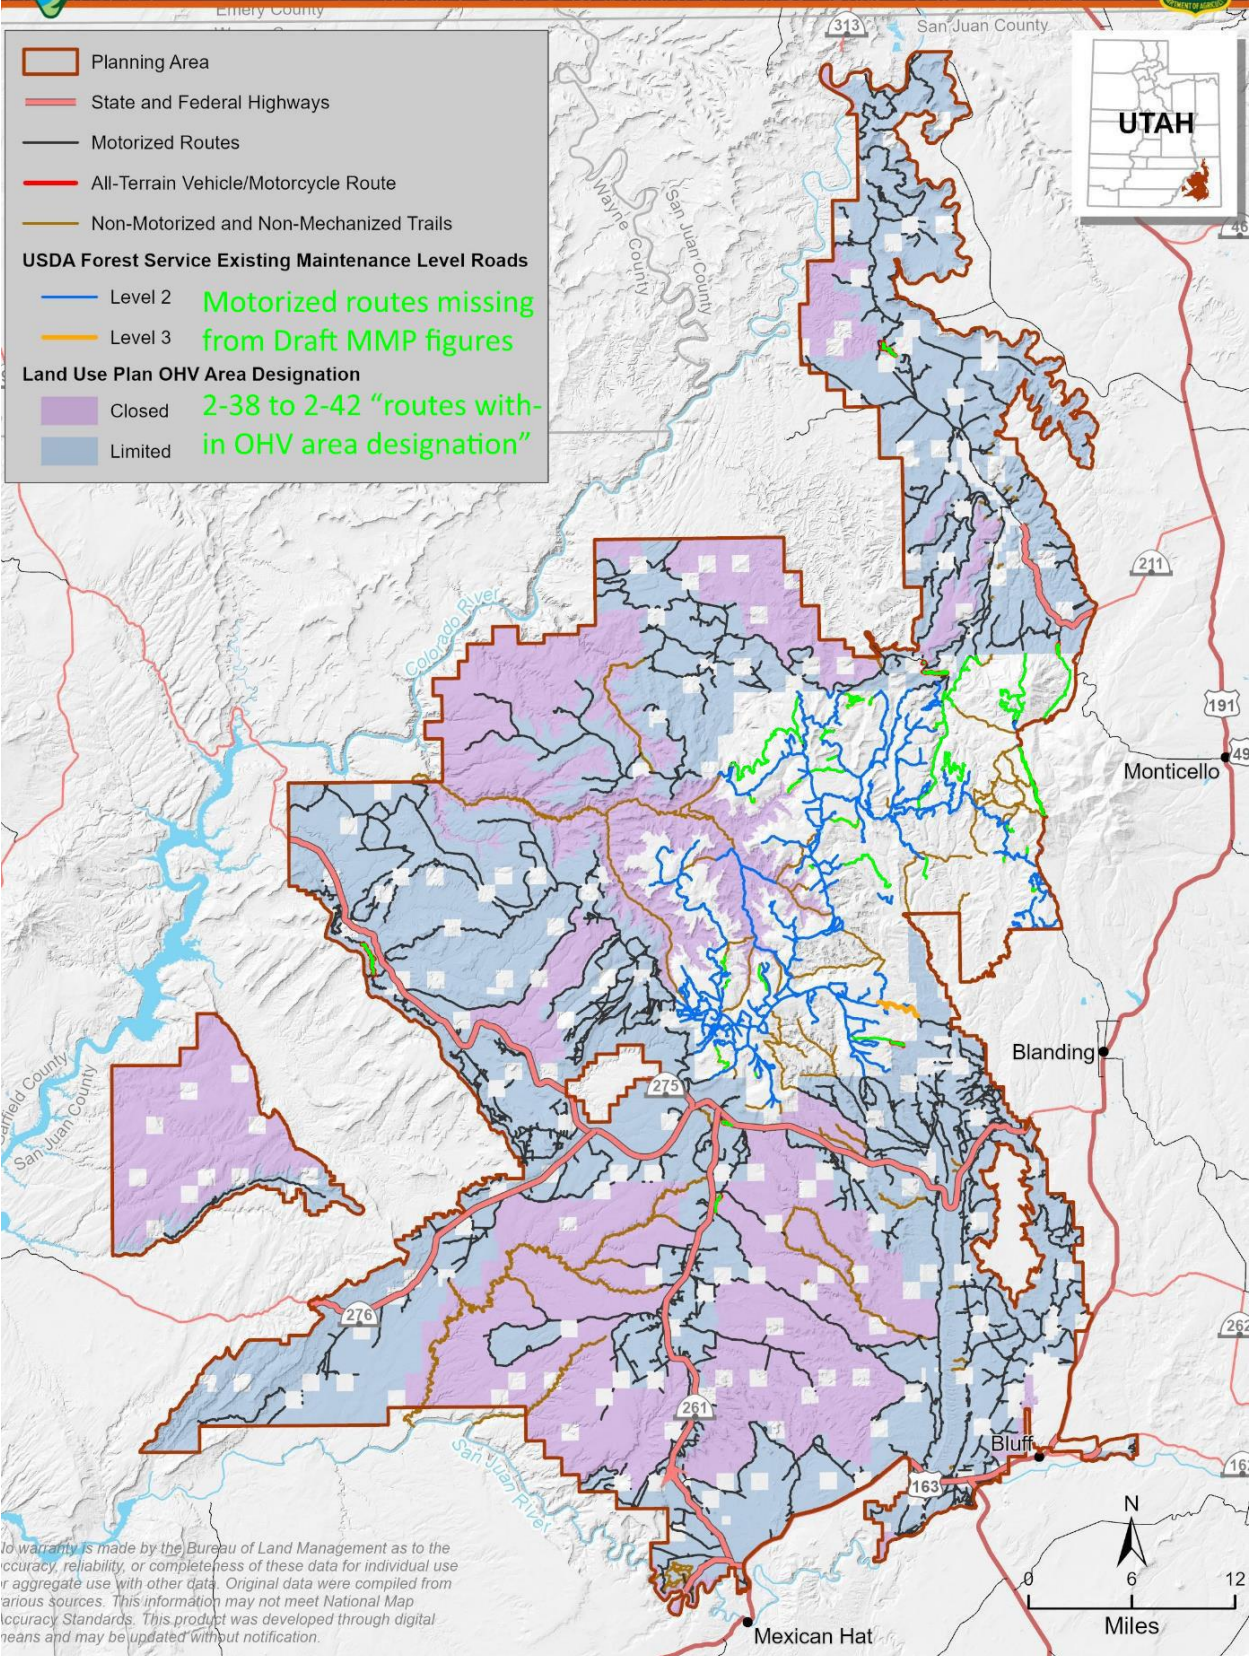 Emery County
313
San Juan County
Planning Area
State and Federal Highways
Motorized Routes
All-Terrain Vehicle/Motorcycle Route
Non-Motorized and Non-Mechanized Trails
USDA Forest Service Existing Maintenance Level Roads
Level 2
Level 3
Motorized routes missing
from Draft MMP figures
Land Use Plan OHV Area Designation
Closed
Limited
2-38 to 2-42 “routes with-
in OHV area designation”
UTAH
Wayne County
San Juan County
46
211
Colorado River
191
49
Monticello
Blanding
275
San Juan County
276
262
261
Bluff
163
162
San Juan River
N
0 6 12
Miles
Mexican Hat
No warranty is made by the Bureau of Land Management as to the
accuracy, reliability, or completeness of these data for individual use
or aggregate use with other data. Original data were compiled from
various sources. This information may not meet National Map
Accuracy Standards. This product was developed through digital
means and may be updated without notification.